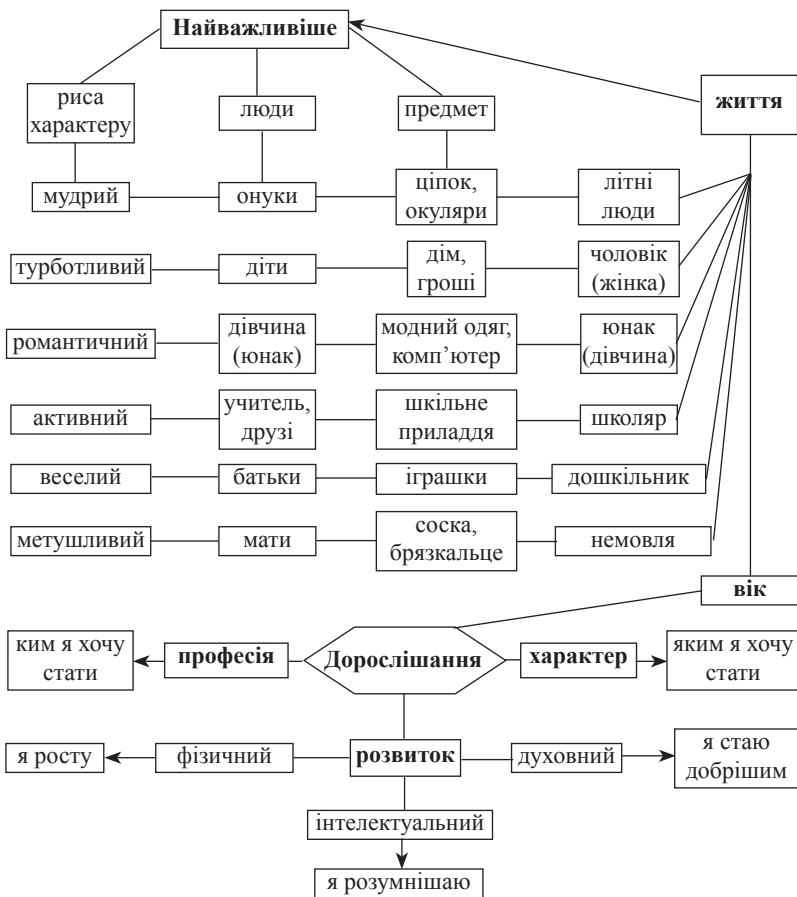 Найважливіше
життя
риса
характеру
люди
предмет
мудрий
онуки
ціпок,
окуляри
літні
люди
турботливий
діти
дім,
гроші
чоловік
(жінка)
романтичний
дівчина
(юнак)
модний одяг,
комп’ютер
юнак
(дівчина)
активний
учитель,
друзі
шкільне
приладдя
школяр
веселий
батьки
іграшки
дошкільник
метушливий
мати
соска,
брязкальце
немовля
вік
ким я хочу
стати
професія
Дорослішання
характер
яким я хочу
стати
я росту
фізичний
розвиток
духовний
я стаю
добрішим
інтелектуальний
я розумнішаю